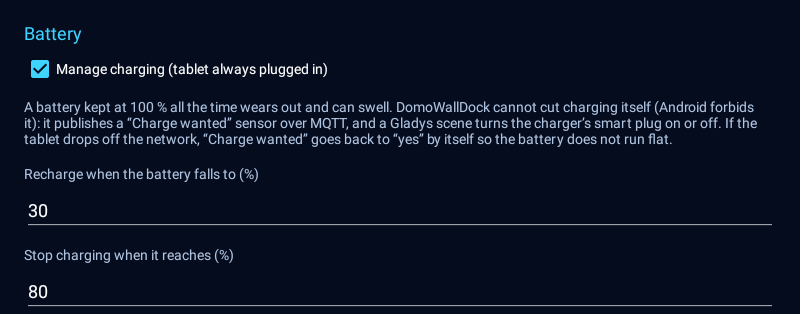 Battery
Manage charging (tablet always plugged in)
A battery kept at 100 % all the time wears out and can swell. DomoWallDock cannot cut charging itself (Android forbids
it): it publishes a “Charge wanted” sensor over MQTT, and a Gladys scene turns the charger’s smart plug on or off. If the
tablet drops off the network, “Charge wanted” goes back to “yes” by itself so the battery does not run flat.
Recharge when the battery falls to (%)
30
Stop charging when it reaches (%)
80